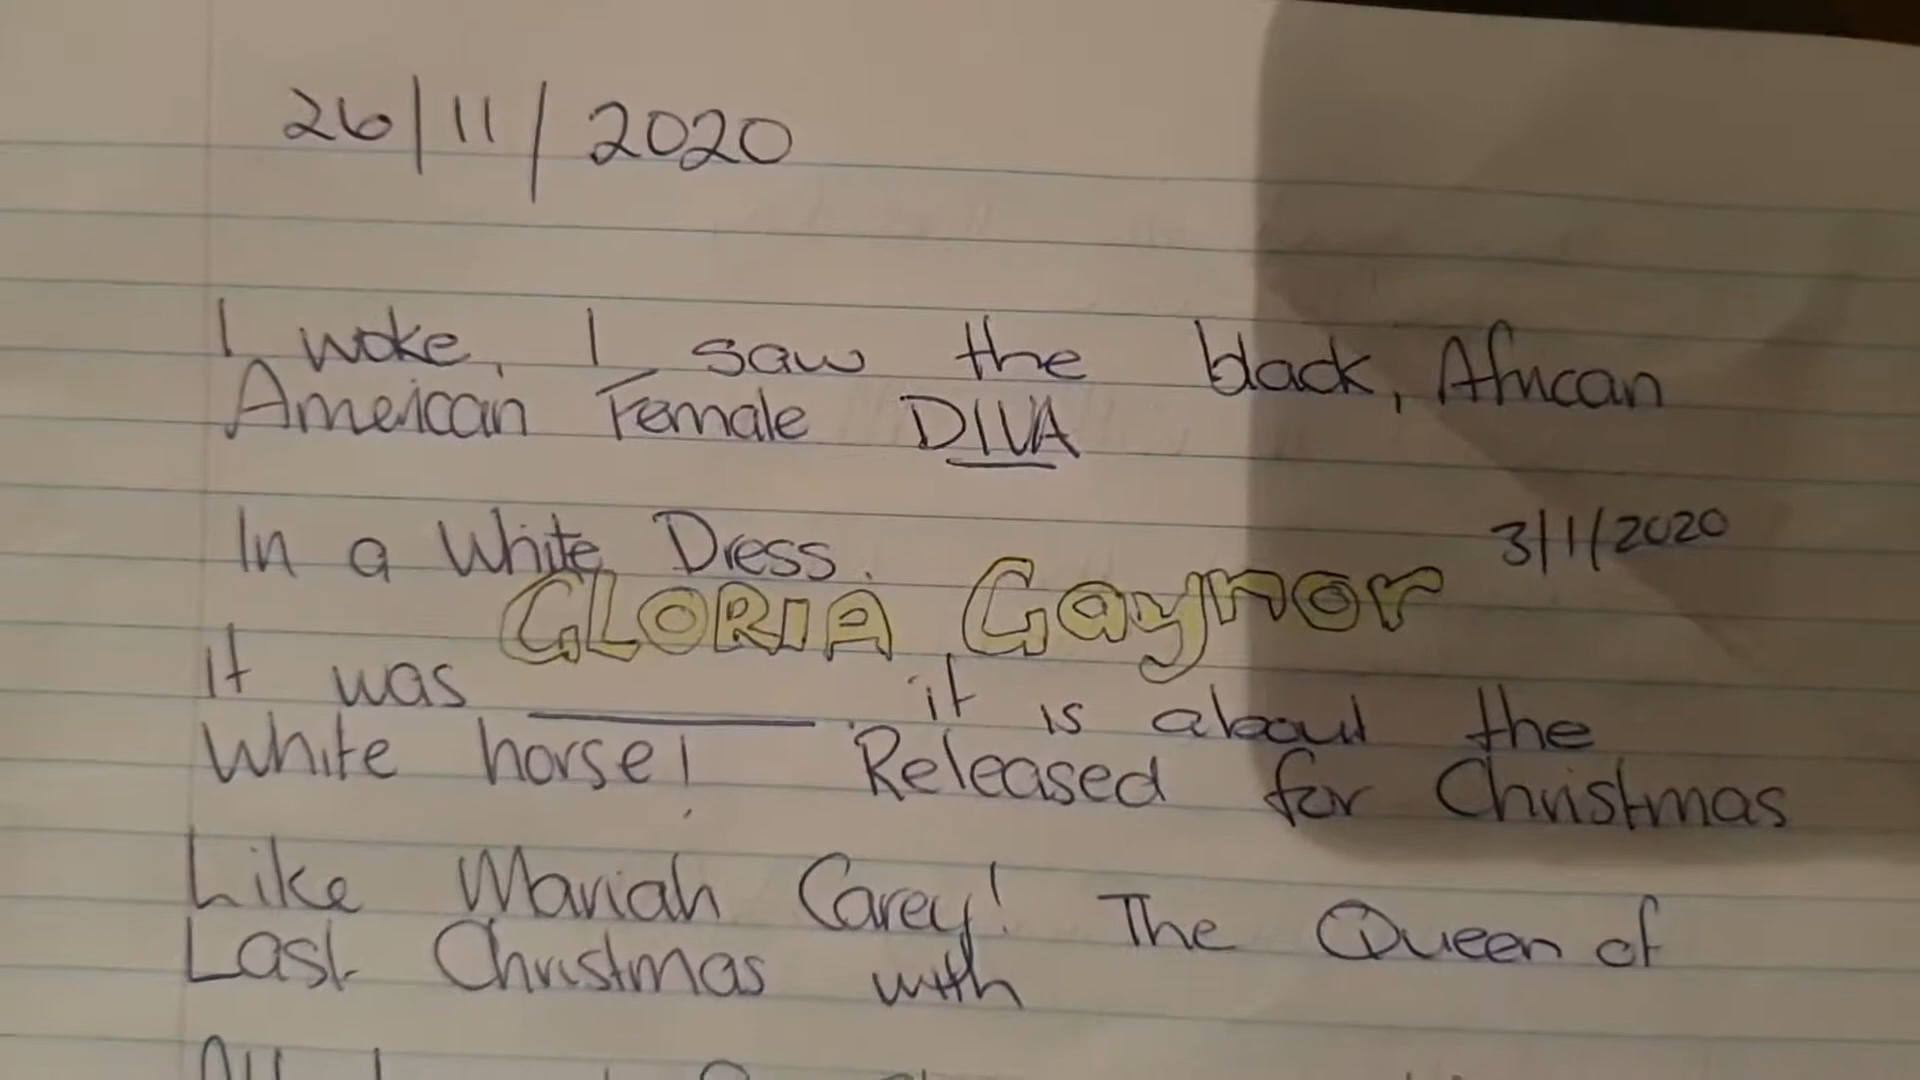 26/11/2020
I woke, I saw the black, African
American Female DIVA
In a White Dress. 3/1/2020
GLORIA Gaynor
It was ________. it is about the
White horse! Released for Christmas
Like Mariah Carey! The Queen of
Last Christmas with